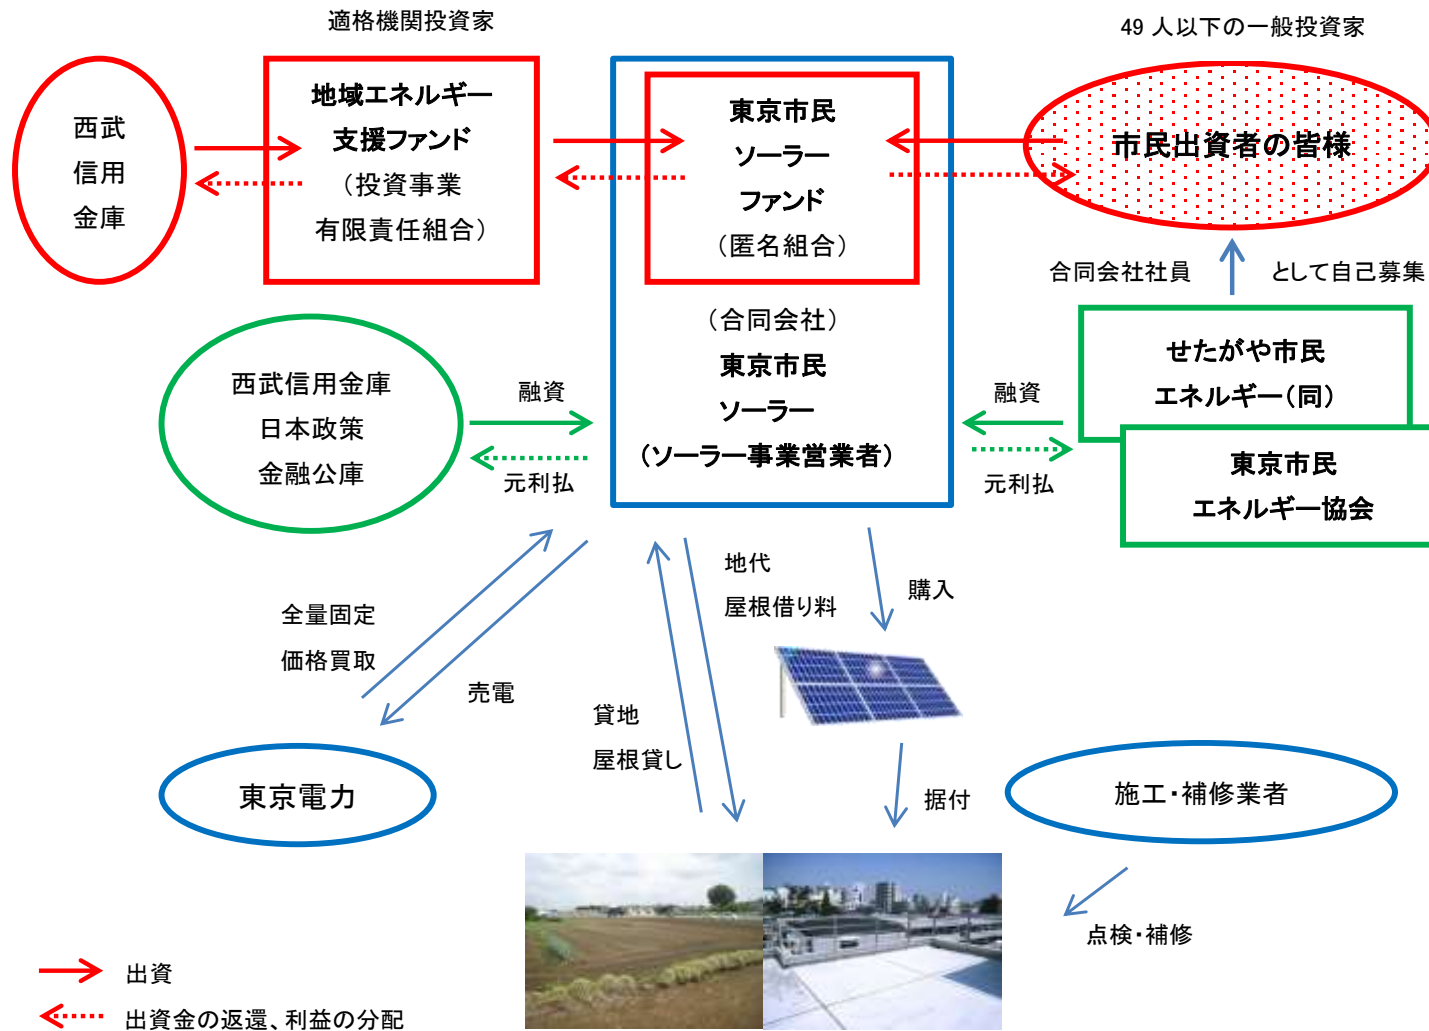 適格機関投資家
49 人以下の一般投資家
西武
信用
金庫
地域エネルギー
支援ファンド
（投資事業
有限責任組合）
東京市民
ソーラー
ファンド
（匿名組合）
市民出資者の皆様
合同会社社員
として自己募集
（合同会社）
東京市民
ソーラー
（ソーラー事業営業者）
西武信用金庫
日本政策
金融公庫
融資
元利払
融資
元利払
せたがや市民
エネルギー（同）
東京市民
エネルギー協会
全量固定
価格買取
売電
地代
屋根借り料
購入
貸地
屋根貸し
据付
東京電力
施工・補修業者
点検・補修
出資
出資金の返還、利益の分配